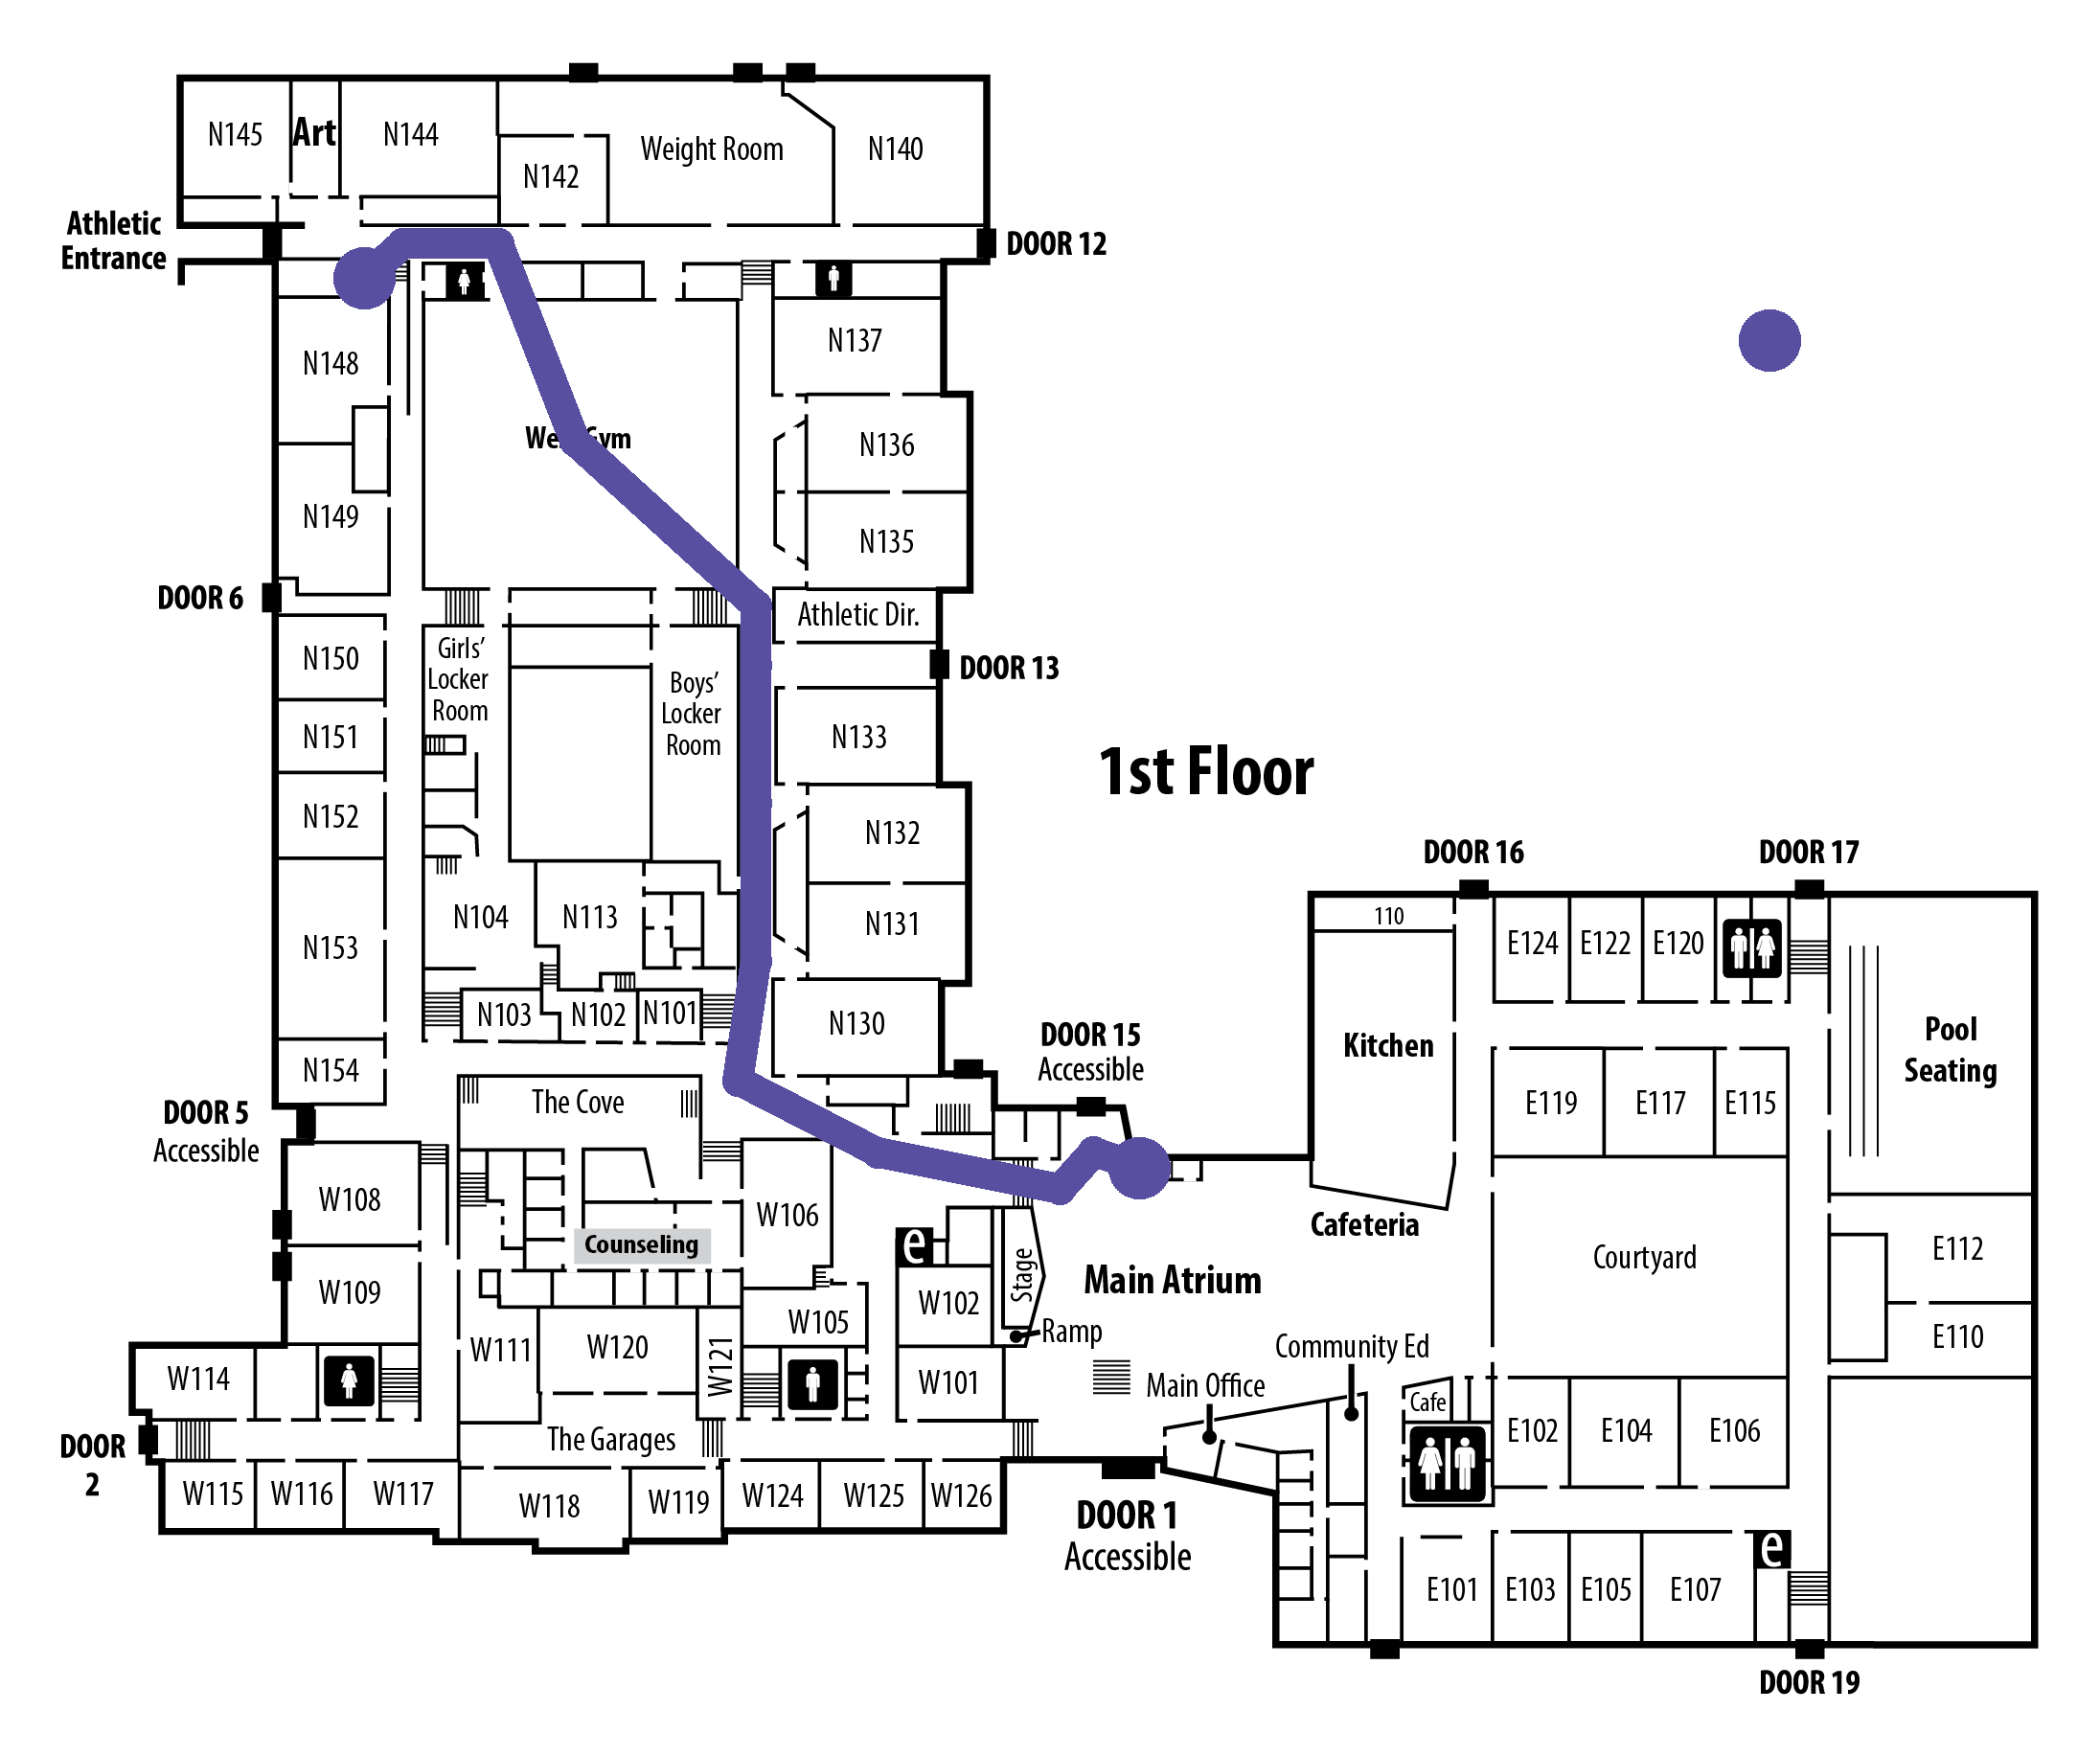 N145
Art
N144
N142
Weight Room
N140
Athletic
Entrance
DOOR 12
N148
N137
N136
N149
N135
DOOR 6
Athletic Dir.
Girls'
Locker
Room
N150
DOOR 13
Boys'
Locker
Room
N151
N133
1st Floor
N152
N132
DOOR 16
DOOR 17
N104
N113
N131
110
E124
E122
E120
N153
N103
N102
N101
N130
DOOR 15
Accessible
Kitchen
Pool
Seating
N154
The Cove
E119
E117
E115
DOOR 5
Accessible
W108
W106
Counseling
e
Cafeteria
Courtyard
E112
W109
Stage
Main Atrium
W102
W105
Ramp
E110
W111
W120
W121
Community Ed
W114
W101
Main Office
Cafe
The Garages
E102
E104
E106
DOOR
2
W115
W116
W117
W118
W119
W124
W125
W126
DOOR 1
Accessible
e
E101
E103
E105
E107
DOOR 19